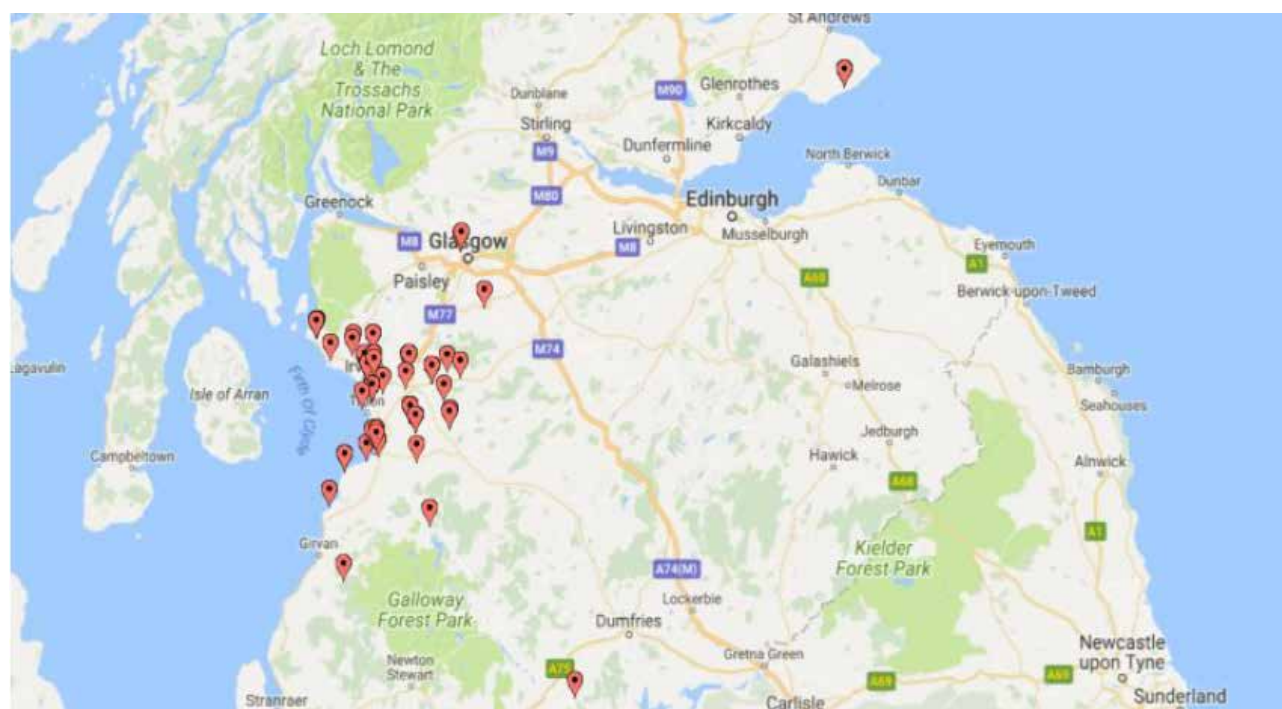 St Andrews
Loch Lomond
& The
Trossachs
National Park
Glenrothes
M90
Dunblane
Stirling
Kirkcaldy
M9
Dunfermline
North Berwick
M80
Dunbar
Greenock
Edinburgh
Livingston
Musselburgh
M8
Glasgow
M8
Eyemouth
A1
Paisley
A68
Berwick-upon-Tweed
M77
M74
Galashiels
Melrose
Bamburgh
Seahouses
Isle of Arran
Firth Of Clyde
Jedburgh
Campbeltown
Hawick
Alnwick
A68
A1
Girvan
Kielder
Forest Park
A74(M)
Galloway
Forest Park
Lockerbie
Dumfries
Newcastle
upon Tyne
Gretna Green
Newton
Stewart
A75
A69
A69
Stranraer
Carlisle
Sunderland